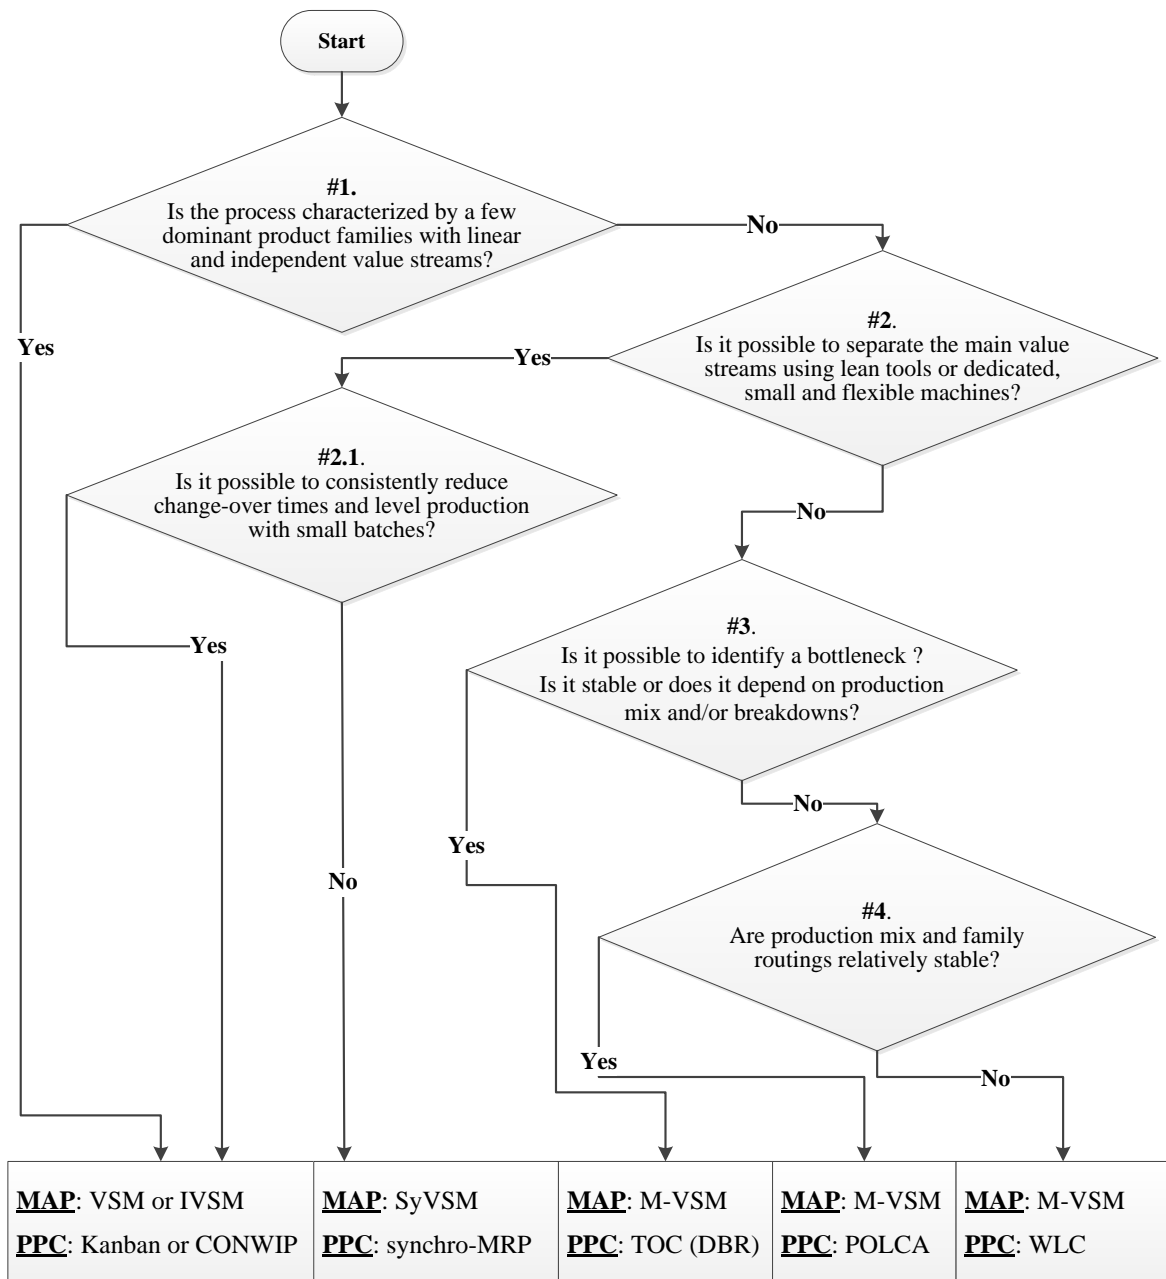 Start
#1.
Is the process characterized by a few
dominant product families with linear
and independent value streams?
No
Yes
#2.
Is it possible to separate the main value
streams using lean tools or dedicated,
small and flexible machines?
Yes
#2.1.
Is it possible to consistently reduce
change-over times and level production
with small batches?
No
Yes
#3.
Is it possible to identify a bottleneck ?
Is it stable or does it depend on production
mix and/or breakdowns?
No
Yes
No
#4.
Are production mix and family
routings relatively stable?
Yes
No
MAP: VSM or IVSM
PPC: Kanban or CONWIP
MAP: SyVSM
PPC: synchro-MRP
MAP: M-VSM
PPC: TOC (DBR)
MAP: M-VSM
PPC: POLCA
MAP: M-VSM
PPC: WLC